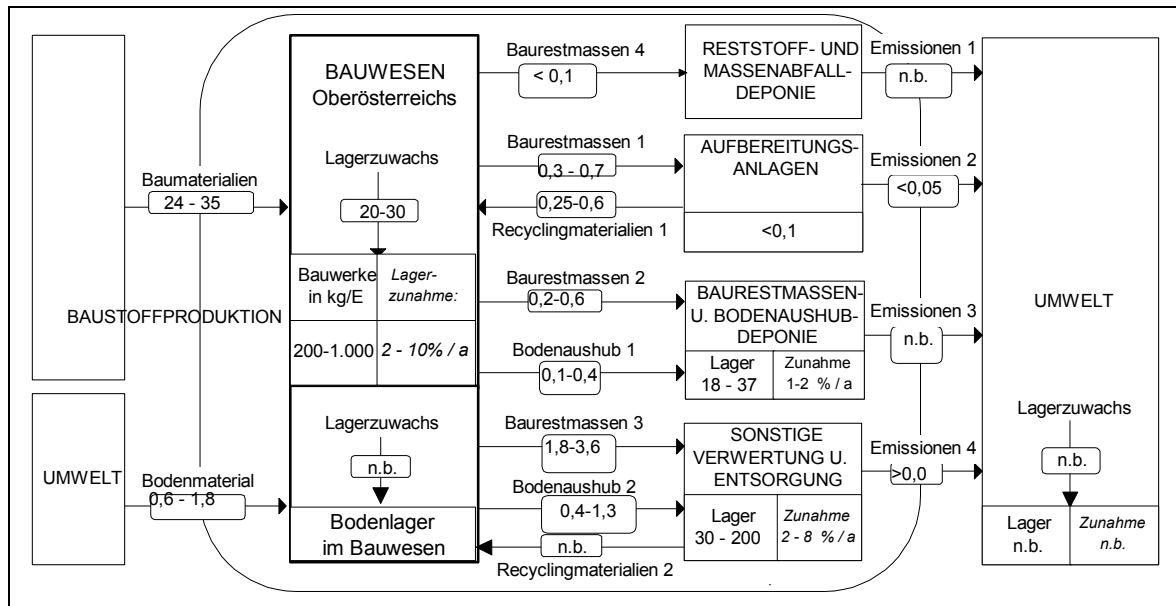 BAUSTOFFPRODUKTION
UMWELT
Baumaterialien
24 - 35
Bodenmaterial
0,6 - 1,8
BAUWESEN
Oberösterreichs
Lagerzuwachs
20-30
Bauwerke
in kg/E
Lager-
zunahme:
200-1.000
2 - 10% / a
Lagerzuwachs
n.b.
Bodenlager
im Bauwesen
Baurestmassen 4
< 0,1
Baurestmassen 1
0,3 - 0,7
0,25-0,6
Recyclingmaterialien 1
Baurestmassen 2
0,2-0,6
Bodenaushub 1
0,1-0,4
Baurestmassen 3
1,8-3,6
Bodenaushub 2
0,4-1,3
n.b.
Recyclingmaterialien 2
RESTSTOFF- UND
MASSENABFALL-
DEPONIE
AUFBEREITUNGS-
ANLAGEN
<0,1
BAURESTMASSEN-
U. BODENAUSHUB-
DEPONIE
Lager
18 - 37
Zunahme
1-2 % / a
SONSTIGE
VERWERTUNG U.
ENTSORGUNG
Lager
30 - 200
Zunahme
2 - 8 % / a
Emissionen 1
n.b.
Emissionen 2
<0,05
Emissionen 3
n.b.
Emissionen 4
>0,0
UMWELT
Lagerzuwachs
n.b.
Lager
n.b.
Zunahme
n.b.